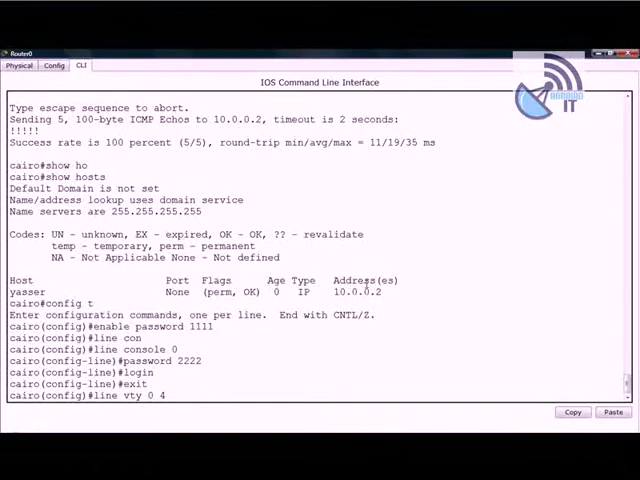 Router0
Physical Config CLI
IT
IOS Command Line Interface
Type escape sequence to abort.
Sending 5, 100-byte ICMP Echos to 10.0.0.2, timeout is 2 seconds:
!!!!!
Success rate is 100 percent (5/5), round-trip min/avg/max = 11/19/35 ms
cairo#show ho
cairo#show hosts
Default Domain is not set
Name/address lookup uses domain service
Name servers are 255.255.255.255
Codes: UN - unknown, EX - expired, OK - OK, ?? - revalidate
temp - temporary, perm - permanent
NA - Not Applicable None - Not defined
Host Port Flags Age Type Address(es)
yasser None (perm, OK) 0 IP 10.0.0.2
cairo#config t
Enter configuration commands, one per line. End with CNTL/Z.
cairo(config)#enable password 1111
cairo(config)#line con
cairo(config)#line console 0
cairo(config-line)#password 2222
cairo(config-line)#login
cairo(config-line)#exit
cairo(config)#line vty 0 4
Copy Paste